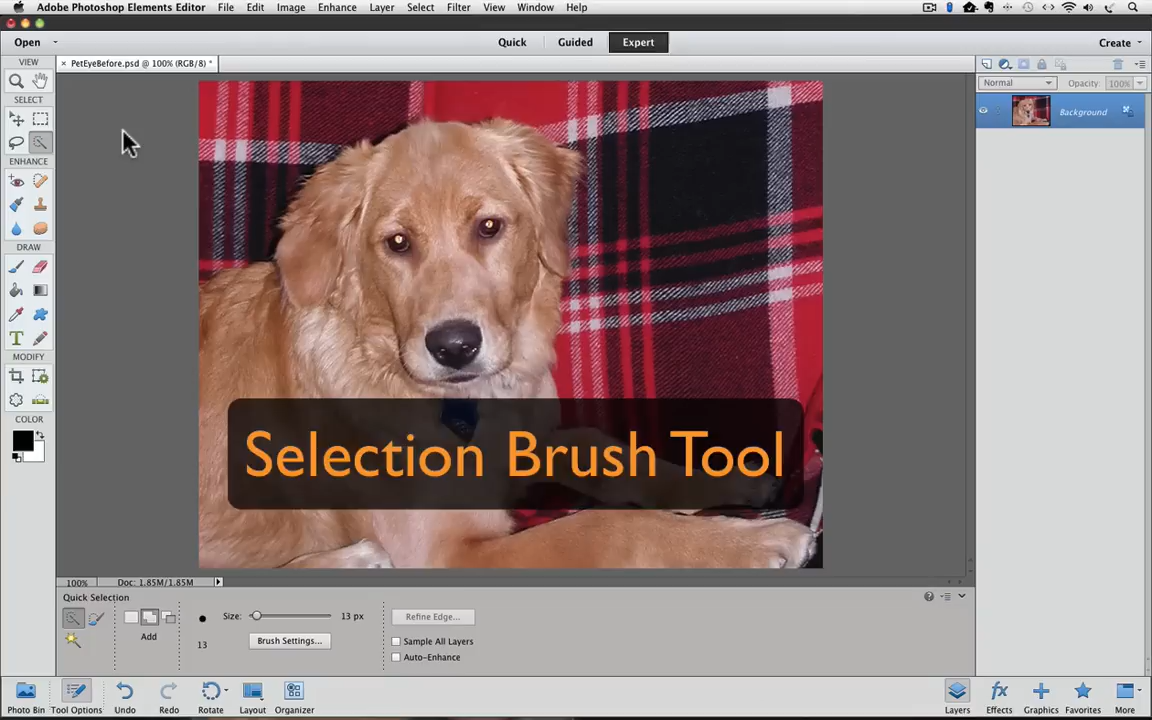 Adobe Photoshop Elements Editor File Edit Image Enhance Layer Select Filter View Window Help
Open Quick Guided Expert Create
VIEW × PetEyeBefore.psd @ 100% (RGB/8) *
Normal Opacity: 100%
SELECT
Background
ENHANCE
DRAW
T
MODIFY
COLOR
Selection Brush Tool
100% Doc: 1.85M/1.85M
Quick Selection
Size: 13 px Refine Edge...
Add 13 Brush Settings... Sample All Layers
Auto-Enhance
Photo Bin Tool Options Undo Redo Rotate Layout Organizer Layers Effects Graphics Favorites More